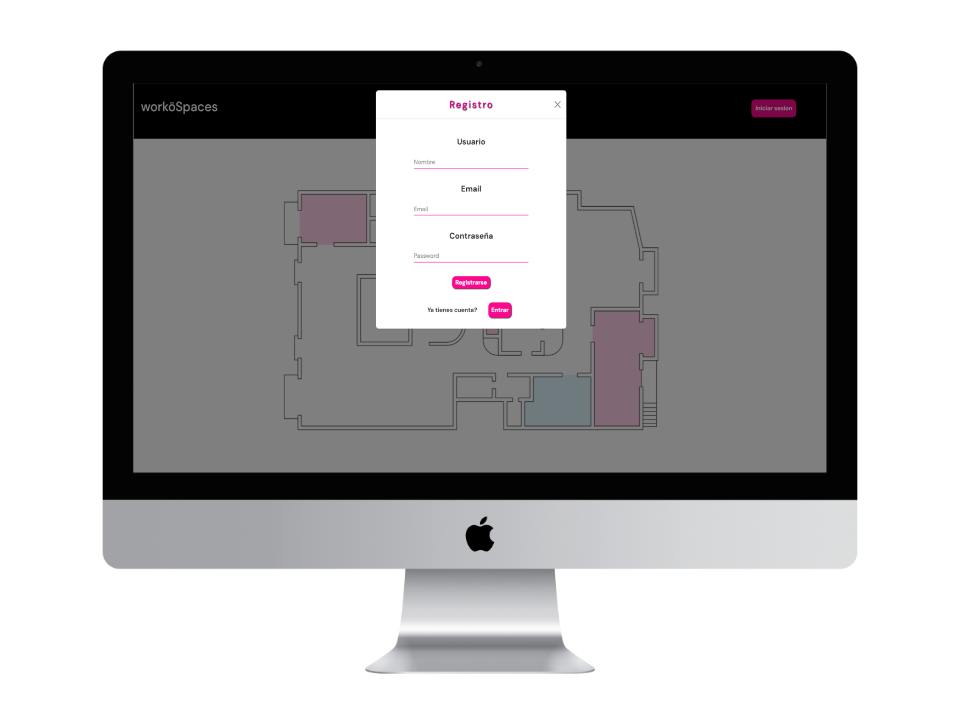 workōSpaces
Registro
Iniciar sesion
Usuario
Nombre
Email
Email
Contraseña
Password
Registrarse
Ya tienes cuenta? Entrar